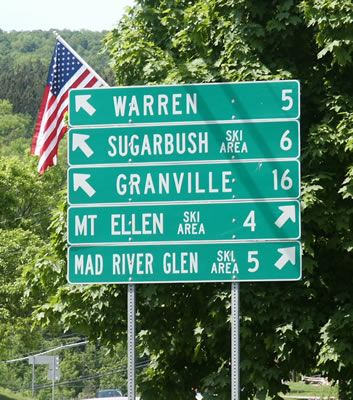 WARREN 5
SUGARBUSH SKI AREA 6
GRANVILLE 16
MT ELLEN SKI AREA 4
MAD RIVER GLEN SKI AREA 5